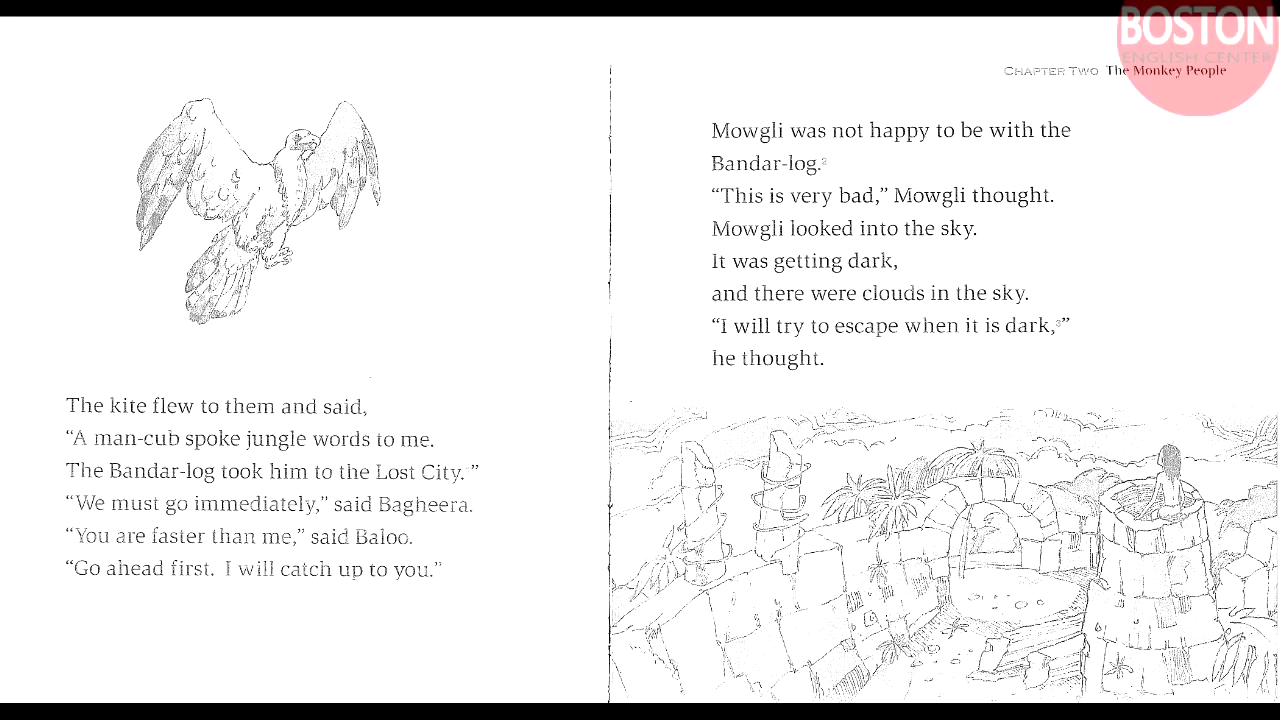 BOSTON
ENGLISH CENTER
CHAPTER TWO The Monkey People
The kite flew to them and said,
“A man-cub spoke jungle words to me.
The Bandar-log took him to the Lost City.”
“We must go immediately,” said Bagheera.
“You are faster than me,” said Baloo.
“Go ahead first. I will catch up to you.”
Mowgli was not happy to be with the
Bandar-log.2
“This is very bad,” Mowgli thought.
Mowgli looked into the sky.
It was getting dark,
and there were clouds in the sky.
“I will try to escape when it is dark,3”
he thought.